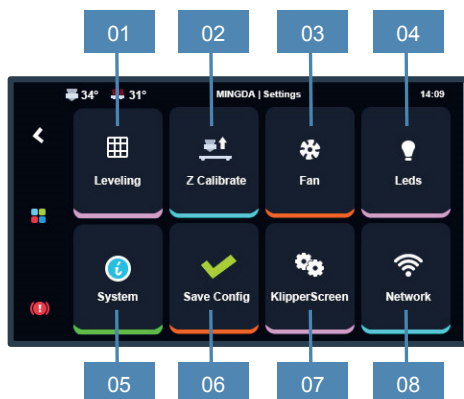 01 02 03 04
34° 31° MINGDA | Settings 14:09
Leveling Z Calibrate Fan Leds
System Save Config KlipperScreen Network
05 06 07 08